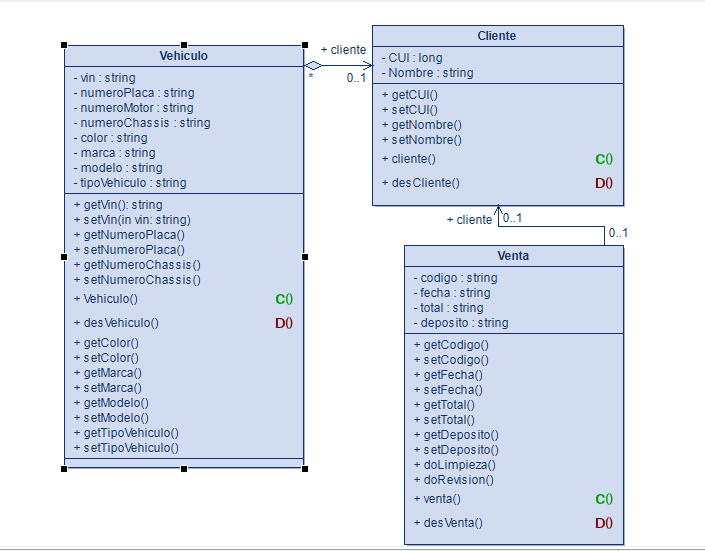 Vehiculo
- vin : string
- numeroPlaca : string
- numeroMotor : string
- numeroChassis : string
- color : string
- marca : string
- modelo : string
- tipoVehiculo : string
+ getVin(): string
+ setVin(in vin: string)
+ getNumeroPlaca()
+ setNumeroPlaca()
+ getNumeroChassis()
+ setNumeroChassis()
+ Vehiculo() C()
+ desVehiculo() D()
+ getColor()
+ setColor()
+ getMarca()
+ setMarca()
+ getModelo()
+ setModelo()
+ getTipoVehiculo()
+ setTipoVehiculo()
+ cliente
* 0..1
Cliente
- CUI : long
- Nombre : string
+ getCUI()
+ setCUI()
+ getNombre()
+ setNombre()
+ cliente() C()
+ desCliente() D()
+ cliente 0..1
0..1
Venta
- codigo : string
- fecha : string
- total : string
- deposito : string
+ getCodigo()
+ setCodigo()
+ getFecha()
+ setFecha()
+ getTotal()
+ setTotal()
+ getDeposito()
+ setDeposito()
+ doLimpieza()
+ doRevision()
+ venta() C()
+ desVenta() D()